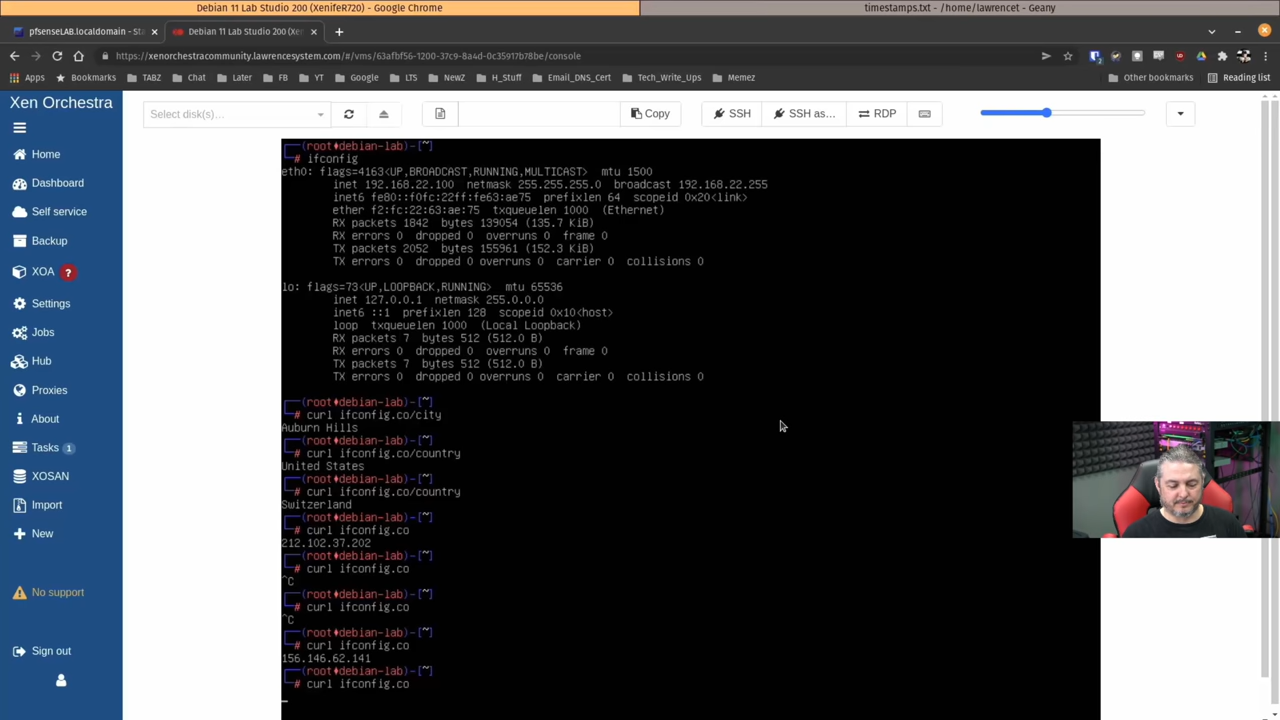 Debian 11 Lab Studio 200 (XenifeR720) - Google Chrome
timestamps.txt - /home/lawrencet - Geany
pfsenseLAB.localdomain - Sta
Debian 11 Lab Studio 200 (Xen
https://xenorchestracommunity.lawrencesystem.com/#/vms/63afbf56-1200-37c9-8a4d-0c35917b78be/console
Apps
Bookmarks
TABZ
Chat
Later
FB
YT
Google
LTS
NewZ
H_Stuff
Email_DNS_Cert
Tech_Write_Ups
Memez
Other bookmarks
Reading list
Xen Orchestra
Home
Dashboard
Self service
Backup
XOA ?
Settings
Jobs
Hub
Proxies
About
Tasks 1
XOSAN
Import
New
No support
Sign out
Select disk(s)…
Copy
SSH
SSH as…
RDP
┌──(root♦debian-lab)-[~]
└─# ifconfig
eth0: flags=4163<UP,BROADCAST,RUNNING,MULTICAST>  mtu 1500
inet 192.168.22.100  netmask 255.255.255.0  broadcast 192.168.22.255
inet6 fe80::f0fc:22ff:fe63:ae75  prefixlen 64  scopeid 0x20<link>
ether f2:fc:22:63:ae:75  txqueuelen 1000  (Ethernet)
RX packets 1842  bytes 139054 (135.7 KiB)
RX errors 0  dropped 0  overruns 0  frame 0
TX packets 2052  bytes 155961 (152.3 KiB)
TX errors 0  dropped 0 overruns 0  carrier 0  collisions 0
lo: flags=73<UP,LOOPBACK,RUNNING>  mtu 65536
inet 127.0.0.1  netmask 255.0.0.0
inet6 ::1  prefixlen 128  scopeid 0x10<host>
loop  txqueuelen 1000  (Local Loopback)
RX packets 7  bytes 512 (512.0 B)
RX errors 0  dropped 0  overruns 0  frame 0
TX packets 7  bytes 512 (512.0 B)
TX errors 0  dropped 0 overruns 0  carrier 0  collisions 0
┌──(root♦debian-lab)-[~]
└─# curl ifconfig.co/city
Auburn Hills
┌──(root♦debian-lab)-[~]
└─# curl ifconfig.co/country
United States
┌──(root♦debian-lab)-[~]
└─# curl ifconfig.co/country
Switzerland
┌──(root♦debian-lab)-[~]
└─# curl ifconfig.co
212.102.37.202
┌──(root♦debian-lab)-[~]
└─# curl ifconfig.co
^C
┌──(root♦debian-lab)-[~]
└─# curl ifconfig.co
^C
┌──(root♦debian-lab)-[~]
└─# curl ifconfig.co
156.146.62.141
┌──(root♦debian-lab)-[~]
└─# curl ifconfig.co